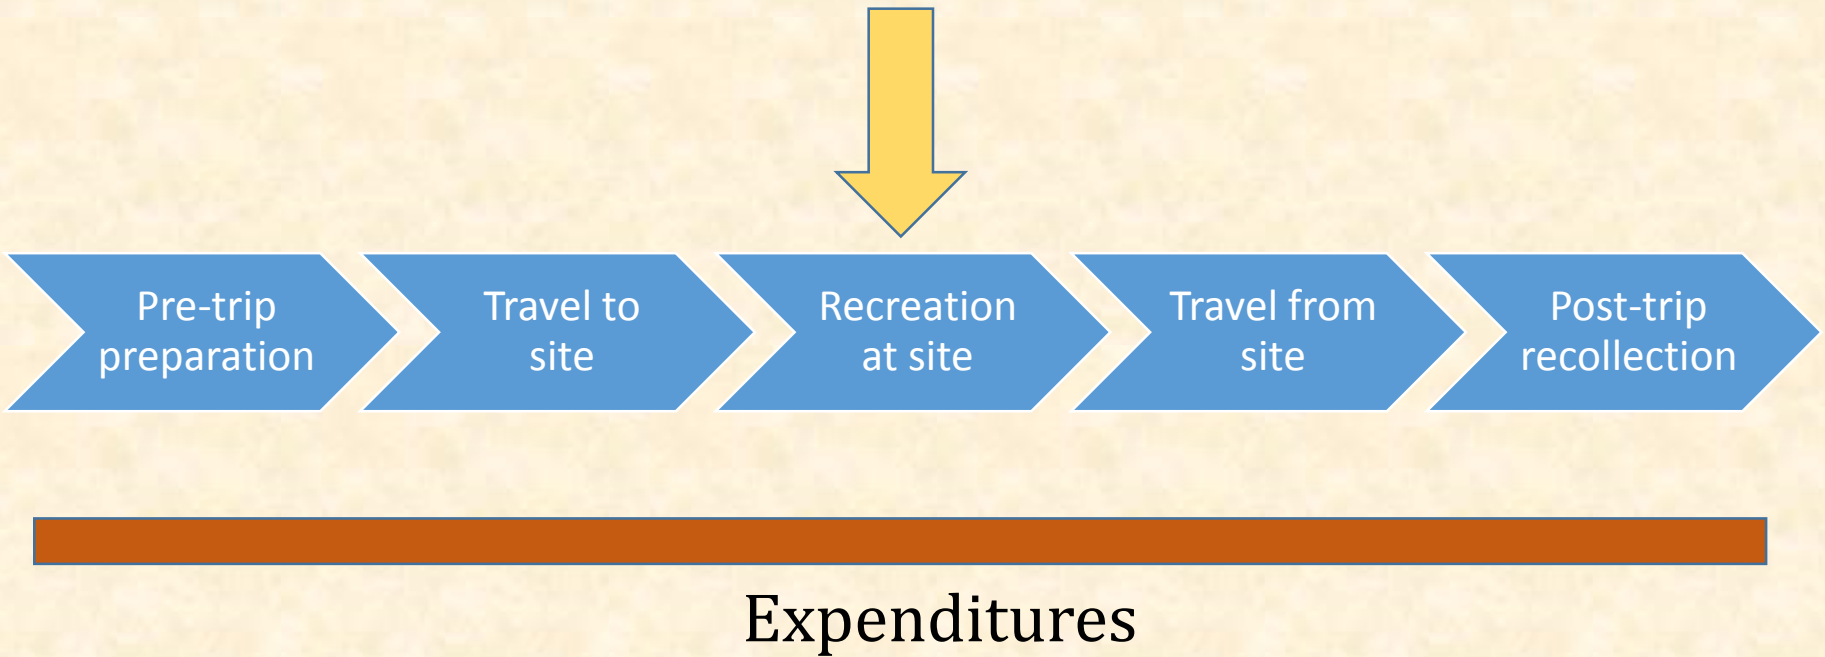 Pre-trip
preparation
Travel to
site
Recreation
at site
Travel from
site
Post-trip
recollection
Expenditures